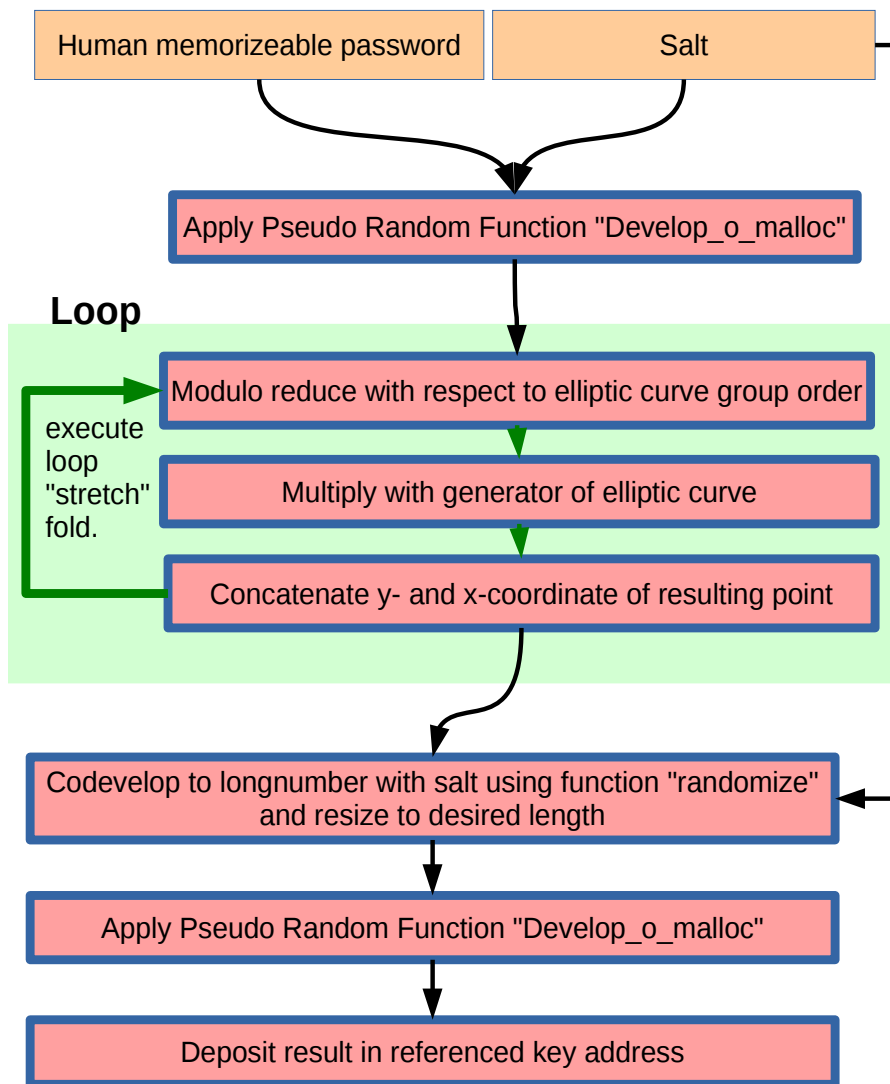 Human memorizeable password
Salt
Apply Pseudo Random Function "Develop_o_malloc"
Loop
Modulo reduce with respect to elliptic curve group order
execute
loop
"stretch"
fold.
Multiply with generator of elliptic curve
Concatenate y- and x-coordinate of resulting point
Codevelop to longnumber with salt using function "randomize"
and resize to desired length
Apply Pseudo Random Function "Develop_o_malloc"
Deposit result in referenced key address